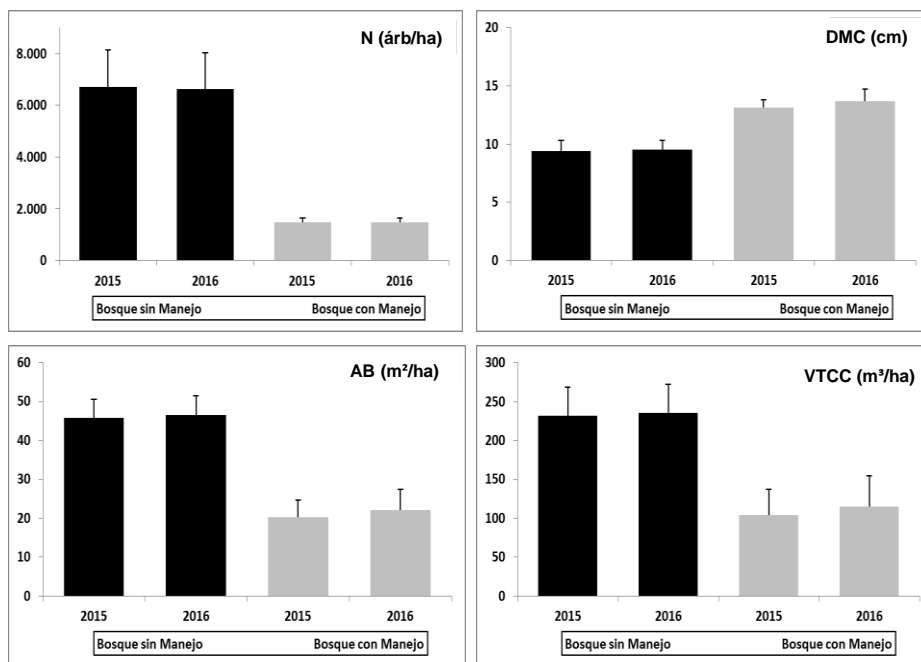 N (árb/ha)
8.000
6.000
4.000
2.000
0
2015 2016 2015 2016
Bosque sin Manejo Bosque con Manejo
DMC (cm)
20
15
10
5
0
2015 2016 2015 2016
Bosque sin Manejo Bosque con Manejo
AB (m²/ha)
60
50
40
30
20
10
0
2015 2016 2015 2016
Bosque sin Manejo Bosque con Manejo
VTCC (m³/ha)
300
250
200
150
100
50
0
2015 2016 2015 2016
Bosque sin Manejo Bosque con Manejo